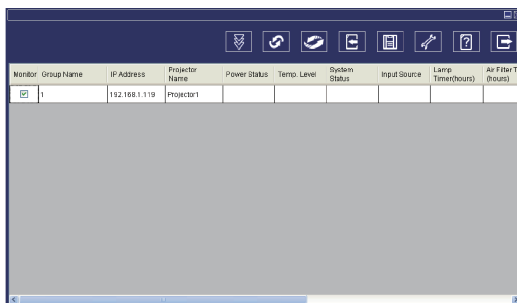 Monitor Group Name IP Address Projector Name Power Status Temp. Level System Status Input Source Lamp Timer(hours) Air Filter T (hours)
1 192.168.1.119 Projector1